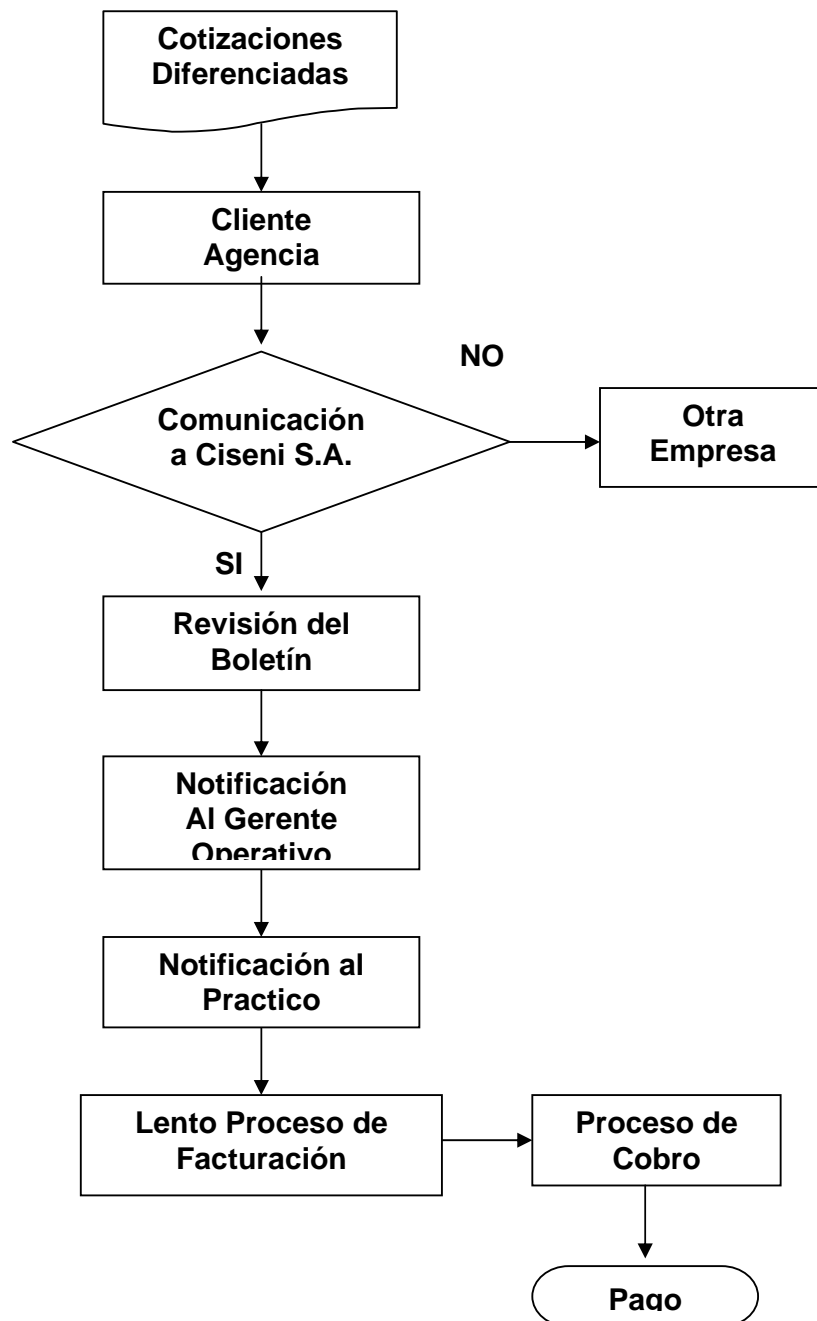 Cotizaciones
Diferenciadas
Cliente
Agencia
NO
Comunicación
a Ciseni S.A.
Otra
Empresa
SI
Revisión del
Boletín
Notificación
Al Gerente
Operativo
Notificación al
Practico
Lento Proceso de
Facturación
Proceso de
Cobro
Pago